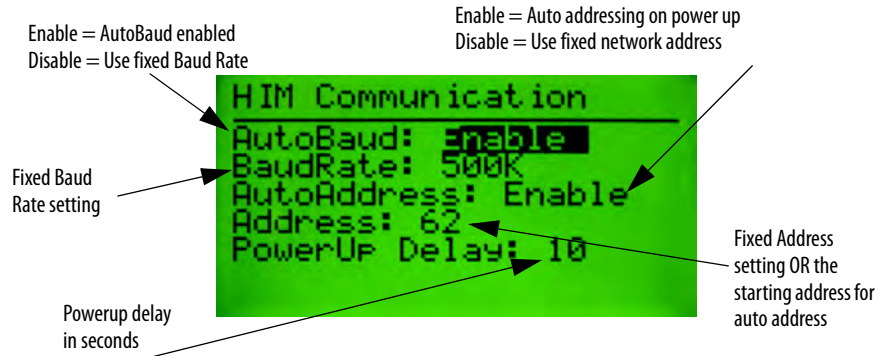 Enable = AutoBaud enabled
Disable = Use fixed Baud Rate
Enable = Auto addressing on power up
Disable = Use fixed network address
HIM Communication
AutoBaud: Enable
BaudRate: 500K
AutoAddress: Enable
Address: 62
PowerUp Delay: 10
Fixed Baud
Rate setting
Fixed Address
setting OR the
starting address for
auto address
Powerup delay
in seconds